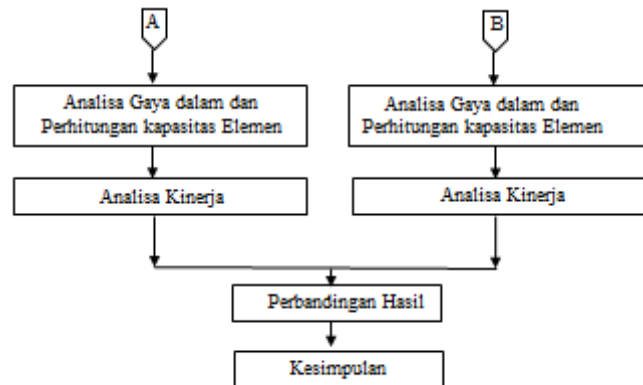 A
B
Analisa Gaya dalam dan
Perhitungan kapasitas Elemen
Analisa Gaya dalam dan
Perhitungan kapasitas Elemen
Analisa Kinerja
Analisa Kinerja
Perbandingan Hasil
Kesimpulan